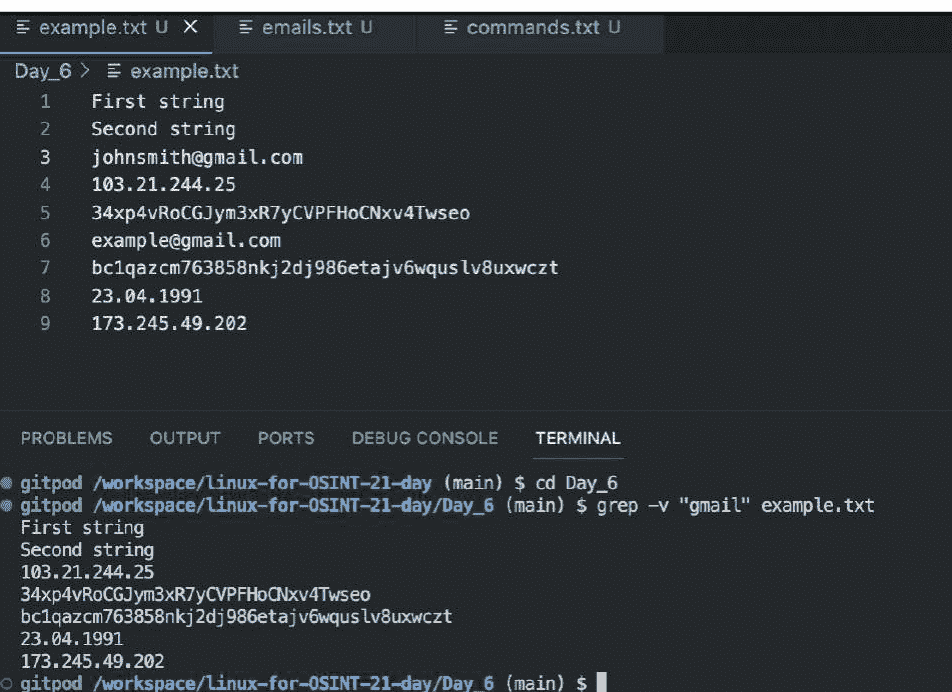 example.txt U
emails.txt U
commands.txt U
Day_6 > example.txt
1 First string
2 Second string
3 johnsmith@gmail.com
4 103.21.244.25
5 34xp4vRoCGJym3xR7yCVPFHoCNxv4Twseo
6 example@gmail.com
7 bc1qazcm763858nkj2dj986etajv6wquslv8uxwczt
8 23.04.1991
9 173.245.49.202
PROBLEMS OUTPUT PORTS DEBUG CONSOLE TERMINAL
gitpod /workspace/linux-for-OSINT-21-day (main) $ cd Day_6
gitpod /workspace/linux-for-OSINT-21-day/Day_6 (main) $ grep -v "gmail" example.txt
First string
Second string
103.21.244.25
34xp4vRoCGJym3xR7yCVPFHoCNxv4Twseo
bc1qazcm763858nkj2dj986etajv6wquslv8uxwczt
23.04.1991
173.245.49.202
gitpod /workspace/linux-for-OSINT-21-day/Day_6 (main) $